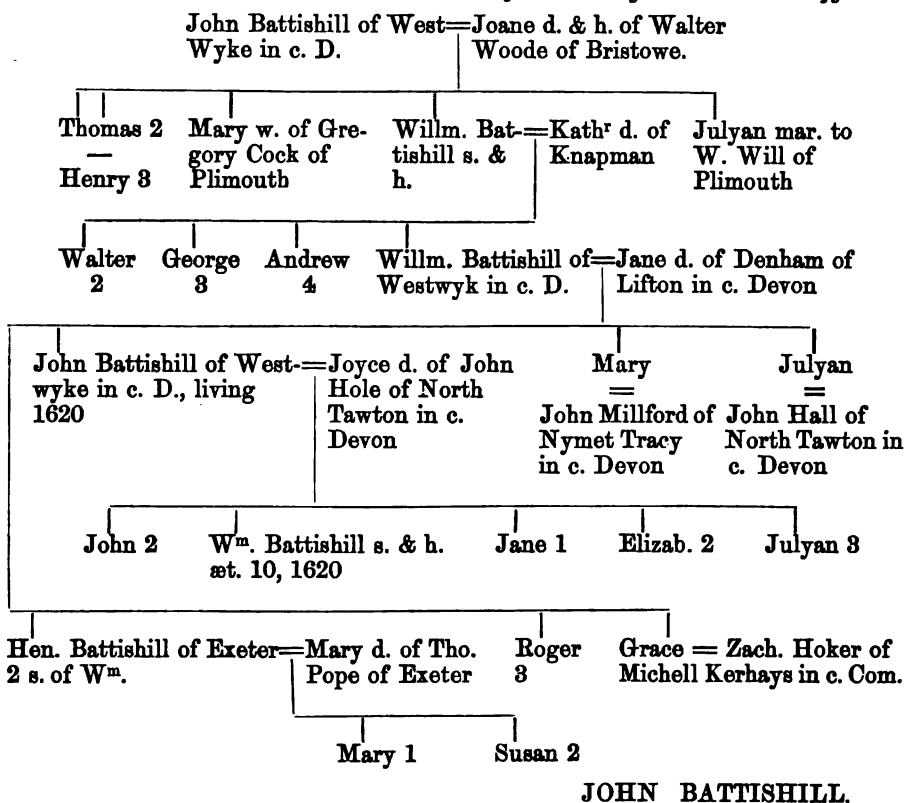 John Battishill of West=Joane d. & h. of Walter
Wyke in c. D. Woode of Bristowe.
Thomas 2 Mary w. of Gre- Willm. Bat-=Kathʳ d. of Julyan mar. to
— gory Cock of tishill s. & Knapman W. Will of
Henry 3 Plimouth h. Plimouth
Walter George Andrew Willm. Battishill of=Jane d. of Denham of
2 3 4 Westwyk in c. D. Lifton in c. Devon
John Battishill of West-=Joyce d. of John Mary Julyan
wyke in c. D., living Hole of North = =
1620 Tawton in c. John Millford of John Hall of
Devon Nymet Tracy North Tawton in
in c. Devon c. Devon
John 2 Wᵐ. Battishill s. & h. Jane 1 Elizab. 2 Julyan 3
æt. 10, 1620
Hen. Battishill of Exeter=Mary d. of Tho. Roger Grace = Zach. Hoker of
2 s. of Wᵐ. Pope of Exeter 3 Michell Kerhays in c. Com.
Mary 1 Susan 2
JOHN BATTISHILL.